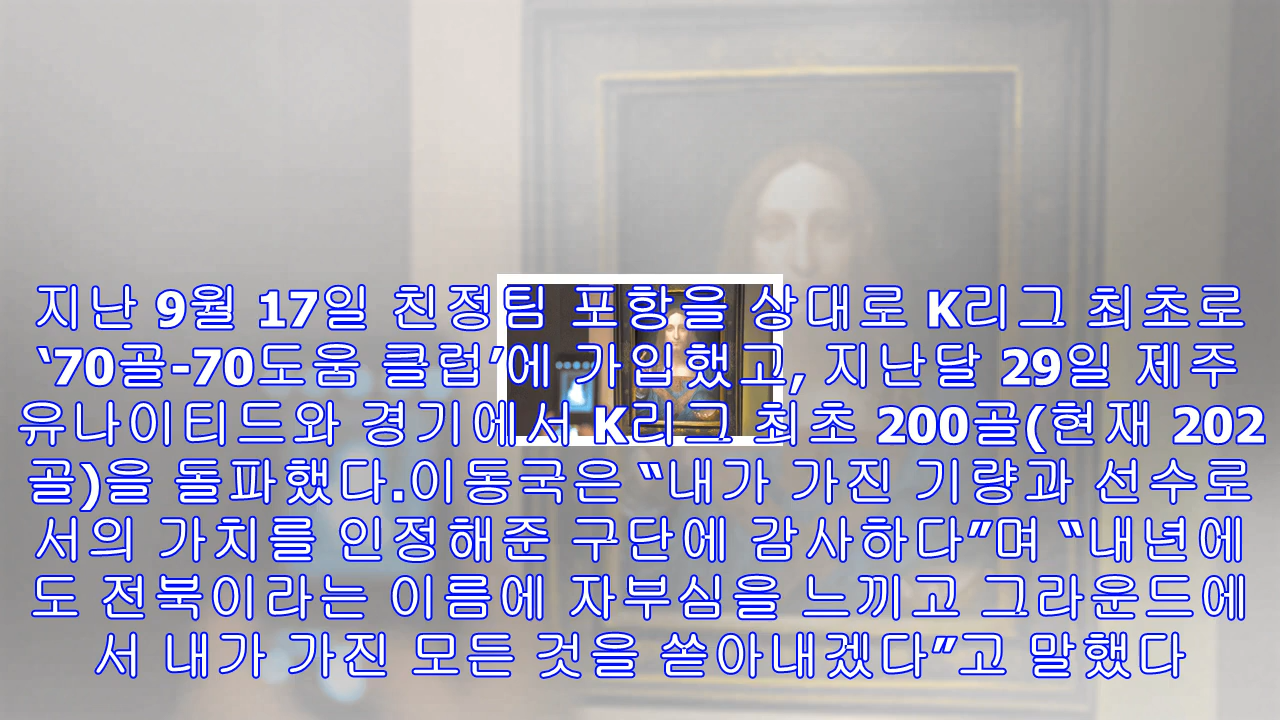 지난 9월 17일 친정팀 포항을 상대로 K리그 최초로
‘70골-70도움 클럽’에 가입했고, 지난달 29일 제주
유나이티드와 경기에서 K리그 최초 200골(현재 202
골)을 돌파했다.이동국은 “내가 가진 기량과 선수로
서의 가치를 인정해준 구단에 감사하다”며 “내년에
도 전북이라는 이름에 자부심을 느끼고 그라운드에
서 내가 가진 모든 것을 쏟아내겠다”고 말했다